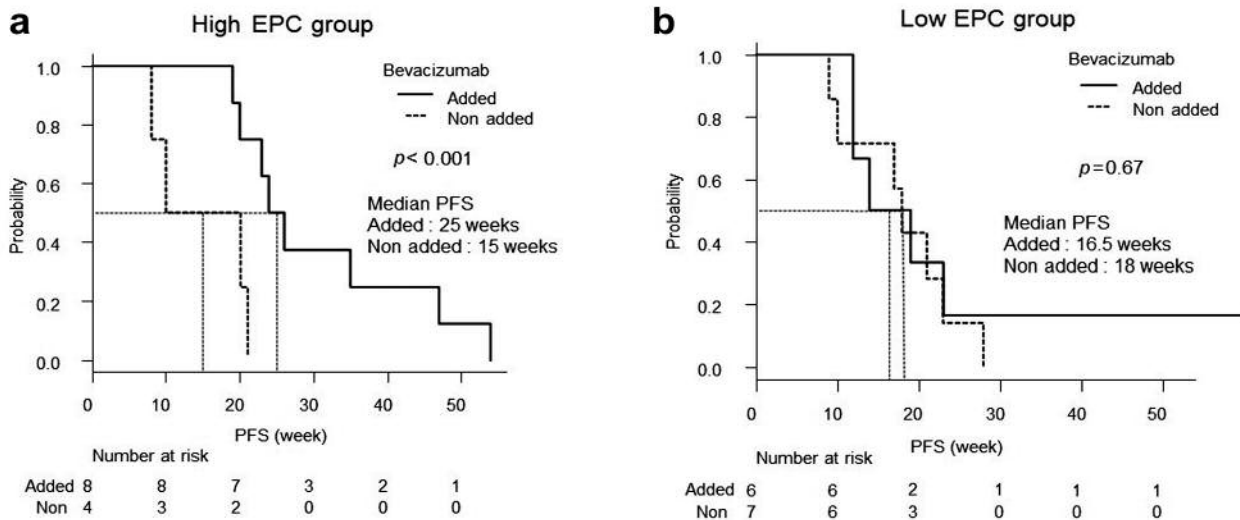 a
High EPC group
Bevacizumab
Added
Non added
p< 0.001
Median PFS
Added : 25 weeks
Non added : 15 weeks
Probability
1.0
0.8
0.6
0.4
0.2
0.0
0 10 20 30 40 50
PFS (week)
Number at risk
Added 8 8 7 3 2 1
Non 4 3 2 0 0 0
b
Low EPC group
Bevacizumab
Added
Non added
p=0.67
Median PFS
Added : 16.5 weeks
Non added : 18 weeks
Probability
1.0
0.8
0.6
0.4
0.2
0.0
0 10 20 30 40 50
PFS (week)
Number at risk
Added 6 6 2 1 1 1
Non 7 6 3 0 0 0